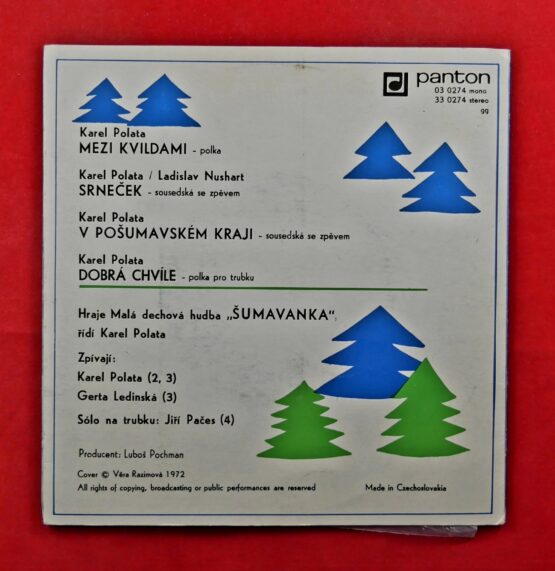 panton
03 0274 mono
33 0274 stereo
99
Karel Polata
MEZI KVILDAMI - polka
Karel Polata / Ladislav Nushart
SRNEČEK - sousedská se zpěvem
Karel Polata
V POŠUMAVSKÉM KRAJI - sousedská se zpěvem
Karel Polata
DOBRÁ CHVÍLE - polka pro trubku
Hraje Malá dechová hudba „ŠUMAVANKA",
řídí Karel Polata
Zpívají:
Karel Polata (2, 3)
Gerta Ledinská (3)
Sólo na trubku: Jiří Pačes (4)
Producent: Luboš Pochman
Cover © Věra Razimová 1972
All rights of copying, broadcasting or public performances are reserved
Made in Czechoslovakia